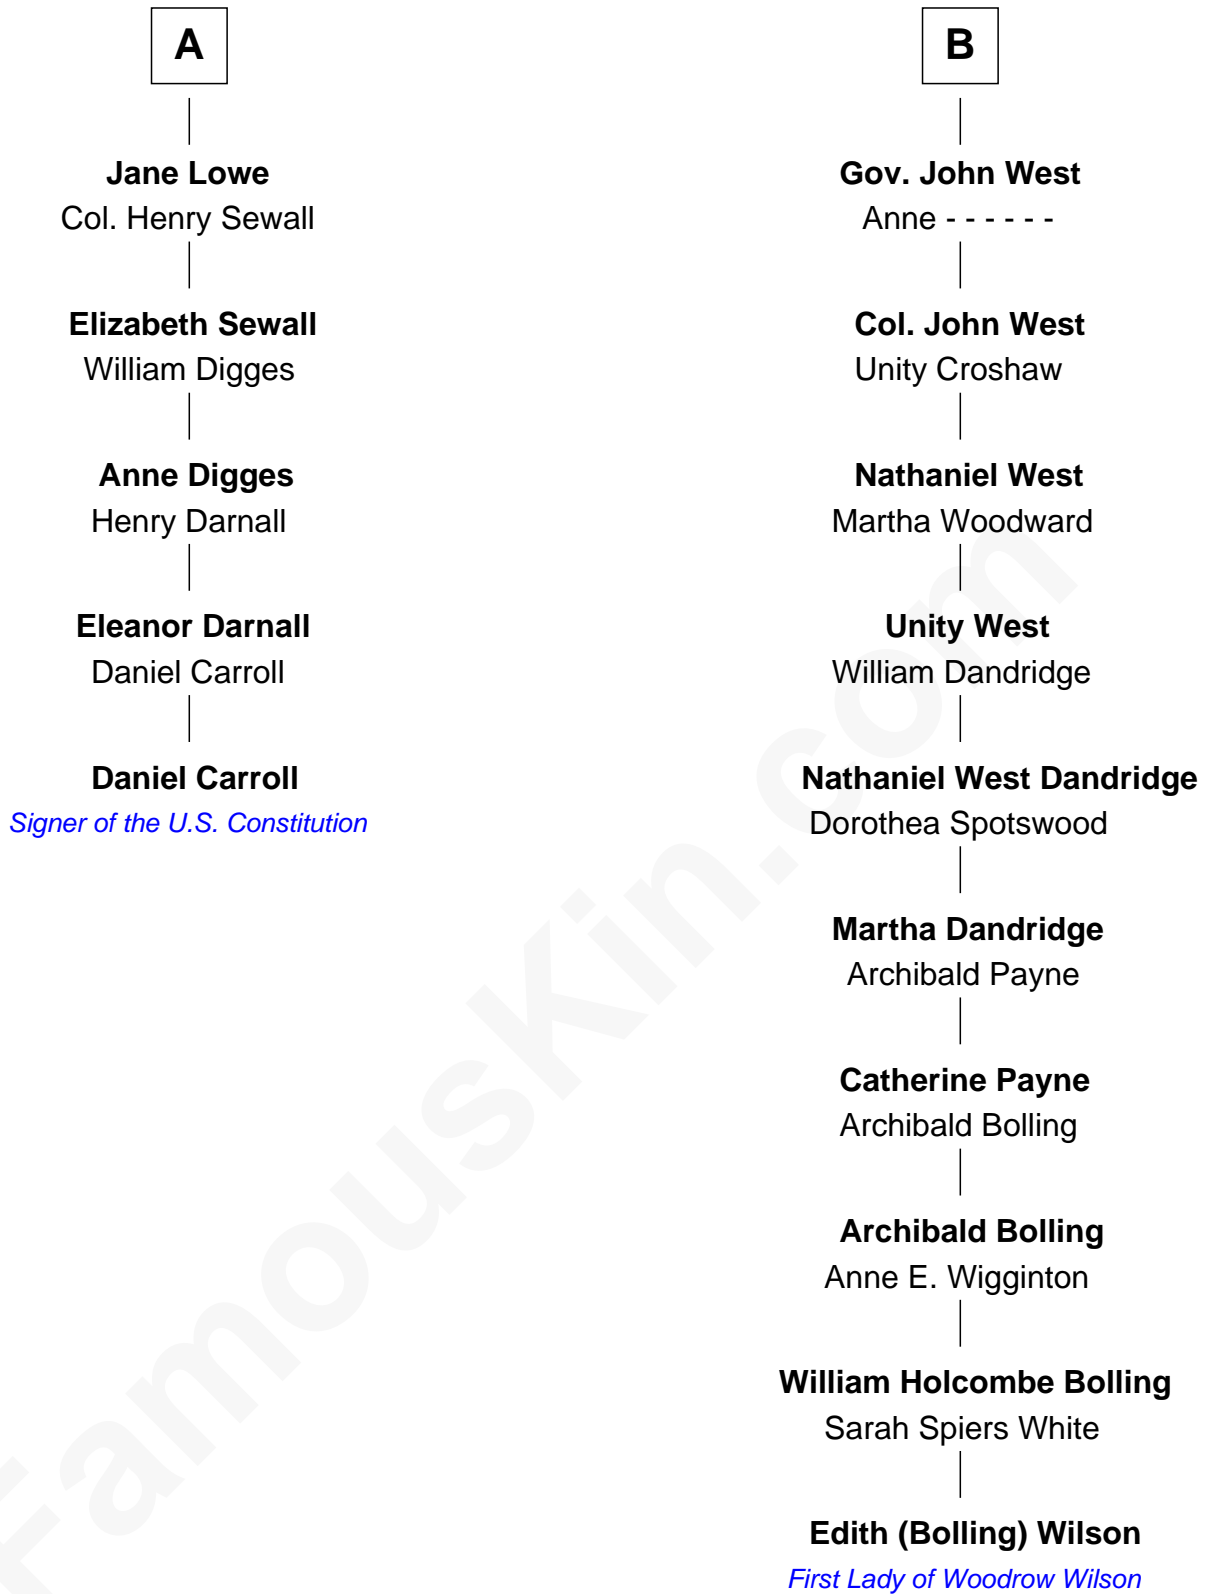 A
Jane Lowe
Col. Henry Sewall
Elizabeth Sewall
William Digges
Anne Digges
Henry Darnall
Eleanor Darnall
Daniel Carroll
Daniel Carroll
Signer of the U.S. Constitution
B
Gov. John West
Anne - - - - - -
Col. John West
Unity Croshaw
Nathaniel West
Martha Woodward
Unity West
William Dandridge
Nathaniel West Dandridge
Dorothea Spotswood
Martha Dandridge
Archibald Payne
Catherine Payne
Archibald Bolling
Archibald Bolling
Anne E. Wigginton
William Holcombe Bolling
Sarah Spiers White
Edith (Bolling) Wilson
First Lady of Woodrow Wilson
FamousKin.com